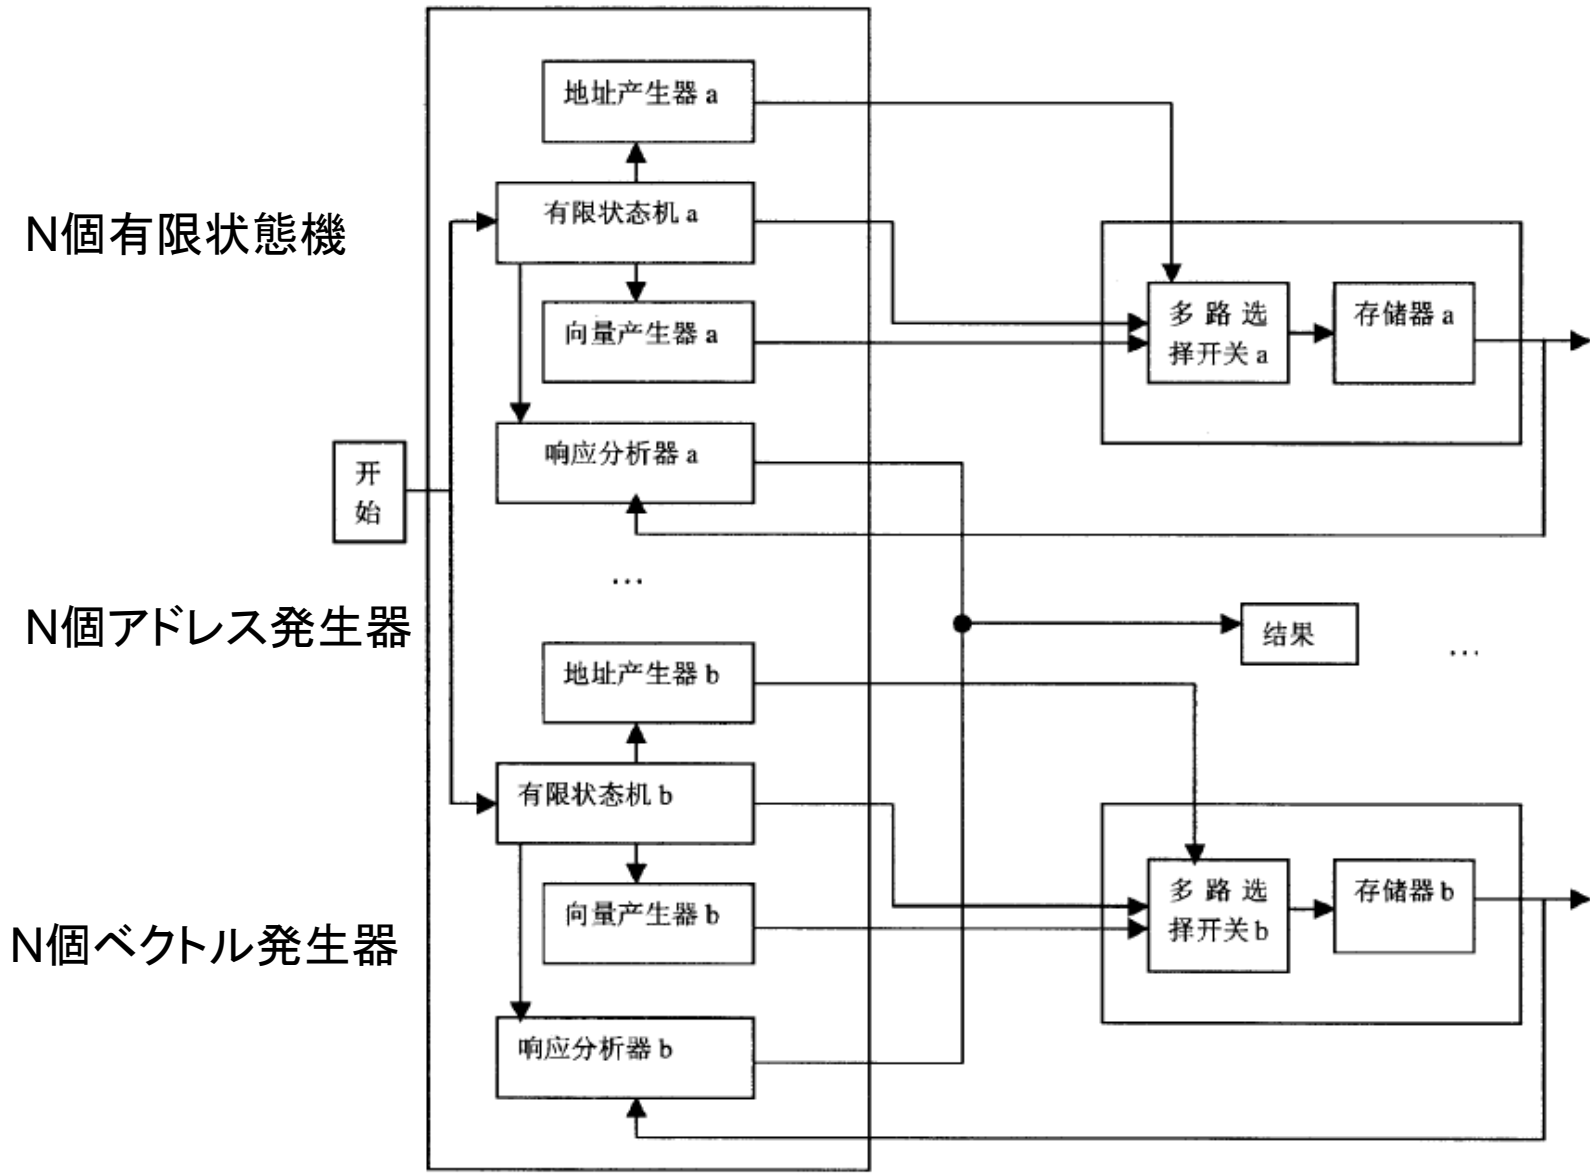 地址产生器 a
有限状态机 a
N個有限状態機
向量产生器 a
多路选
择开关 a
存储器 a
响应分析器 a
开
始
…
N個アドレス発生器
结果
…
地址产生器 b
有限状态机 b
向量产生器 b
多路选
择开关 b
存储器 b
N個ベクトル発生器
响应分析器 b